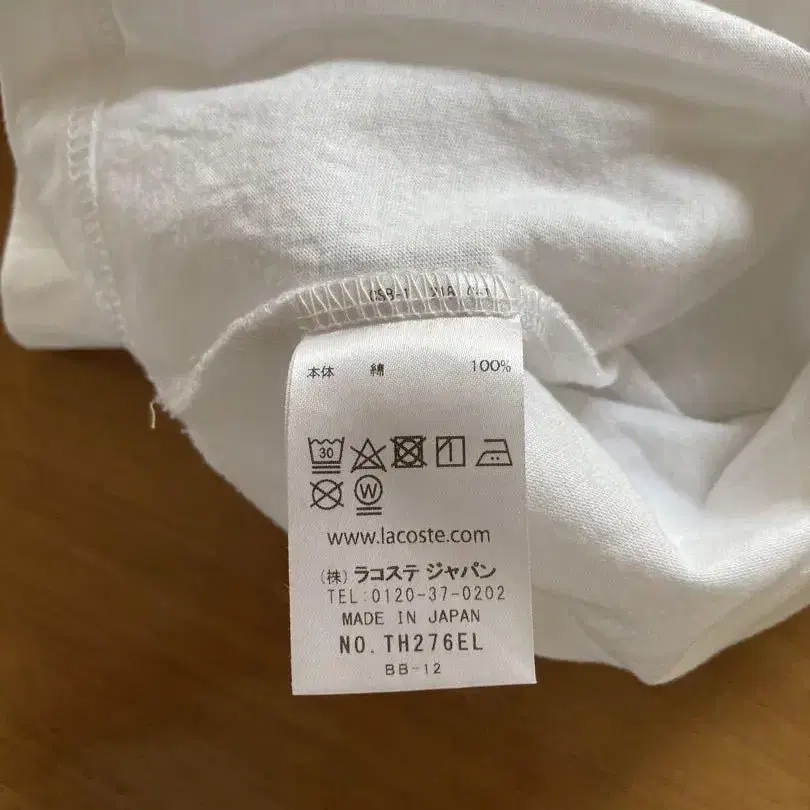 本体 綿 100%
30
W
www.lacoste.com
(株) ラコステ ジャパン
TEL:0120-37-0202
MADE IN JAPAN
NO. TH276EL
BB-12